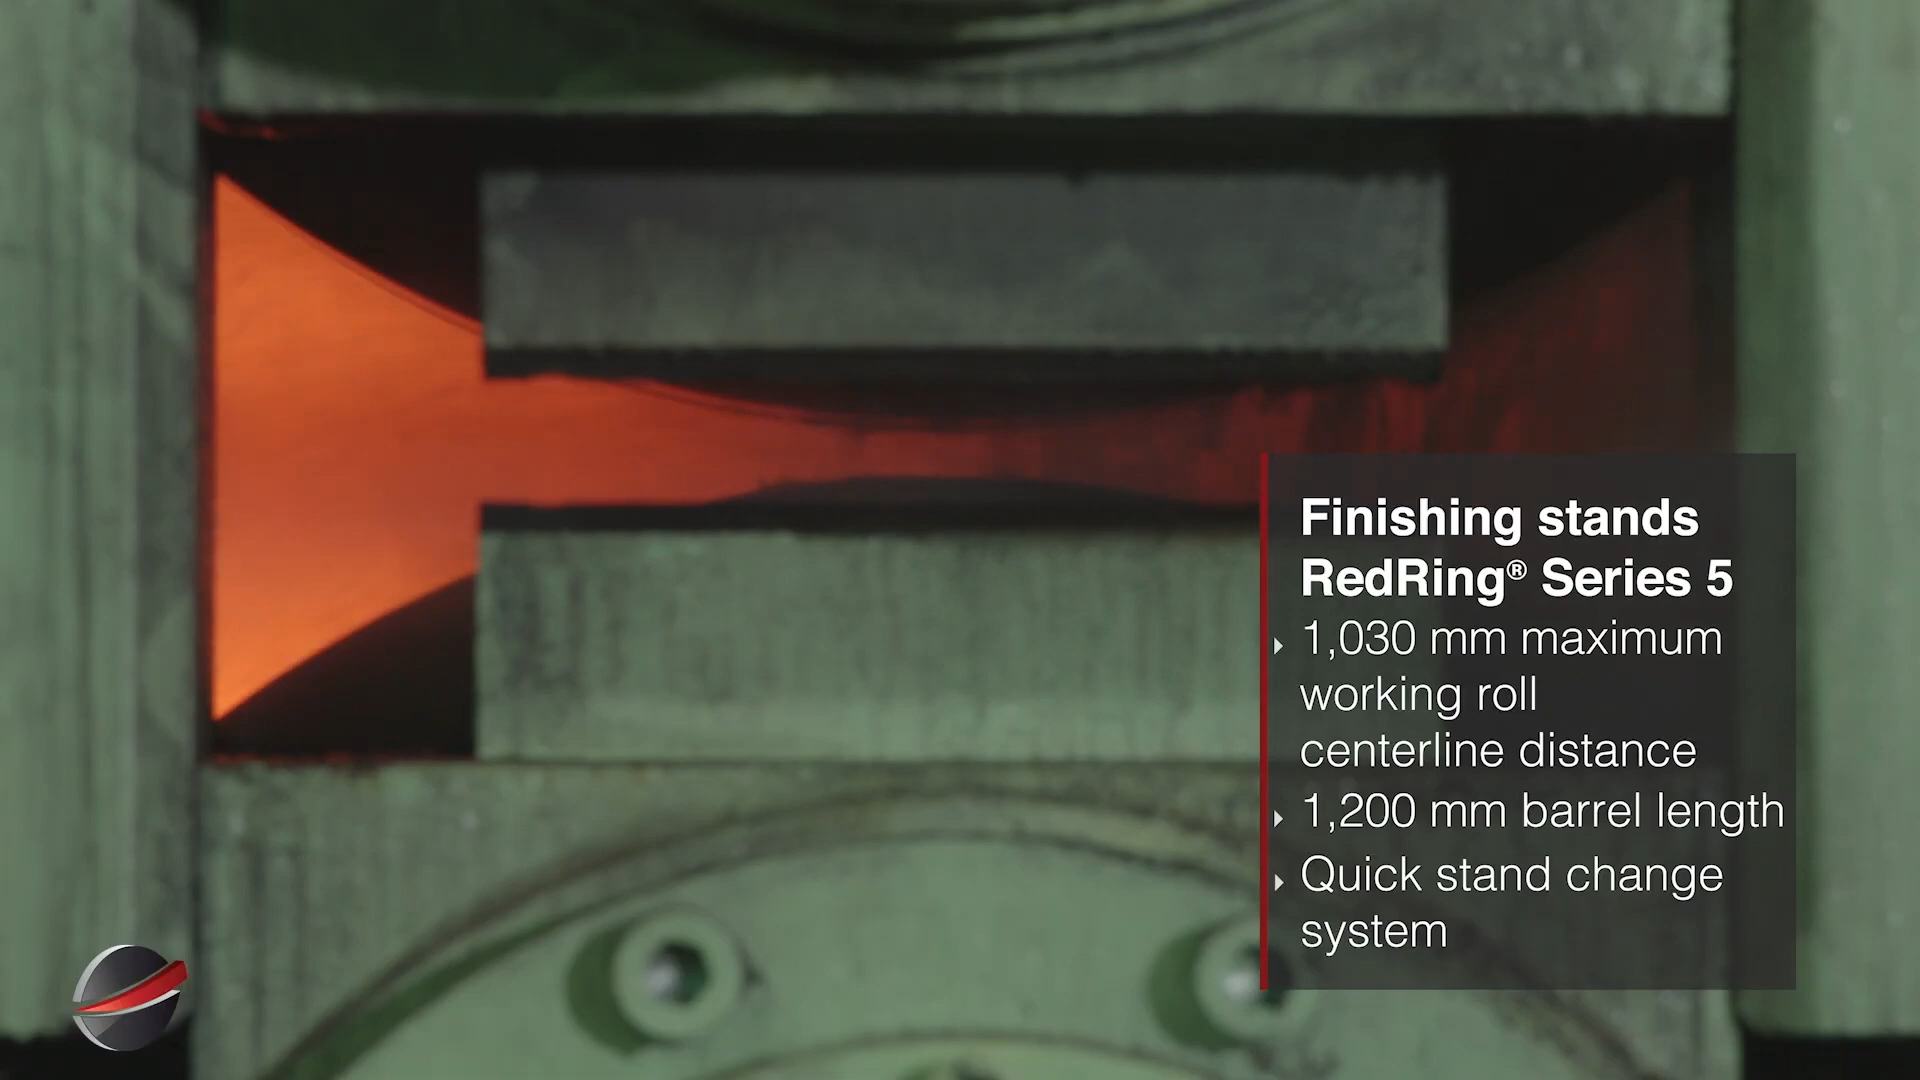 Finishing stands
RedRing® Series 5
‣ 1,030 mm maximum
working roll
centerline distance
‣ 1,200 mm barrel length
‣ Quick stand change
system